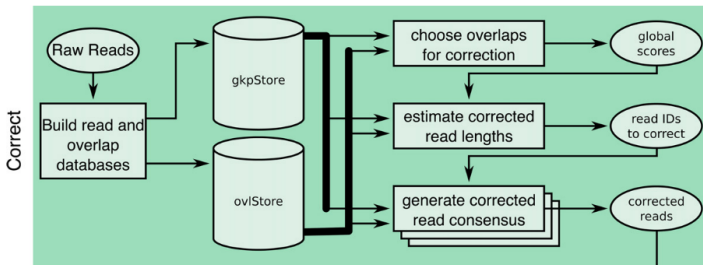 Correct
Raw Reads
Build read and
overlap
databases
gkpStore
ovlStore
choose overlaps
for correction
global
scores
estimate corrected
read lengths
read IDs
to correct
generate corrected
read consensus
corrected
reads